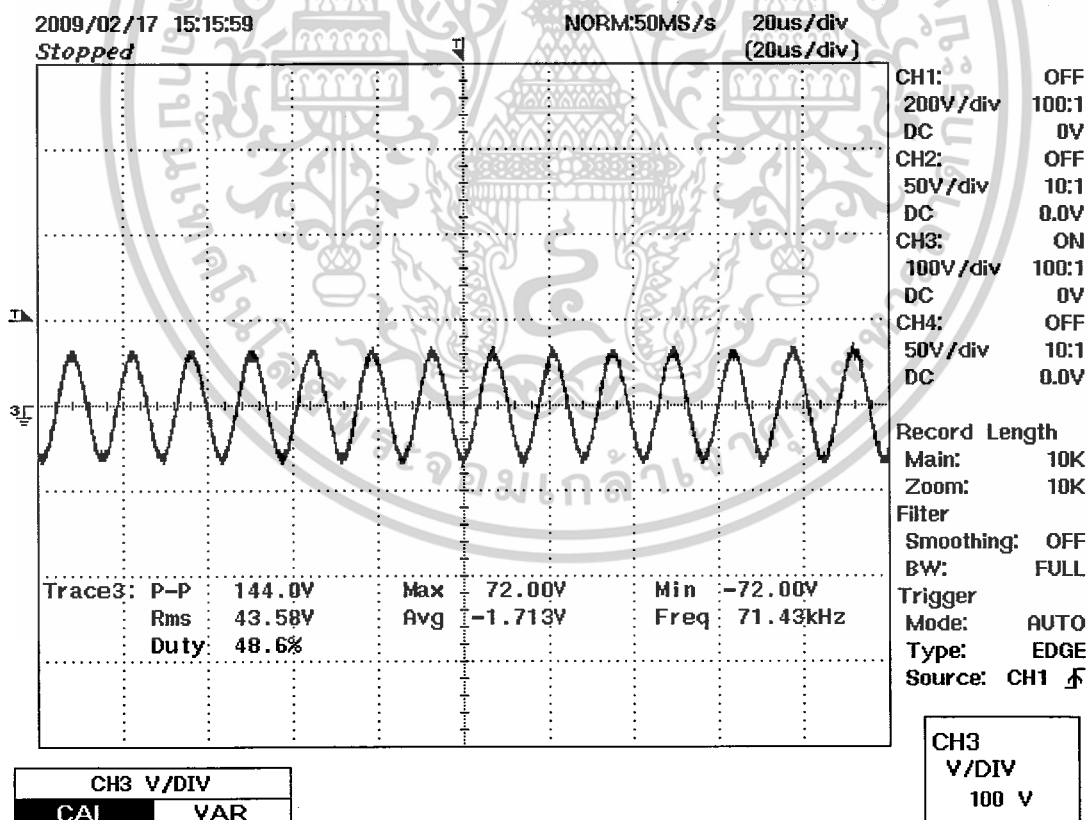 2009/02/17 15:15:59 NORM:50MS/s 20us/div
Stopped (20us/div)
CH1: OFF
200V/div 100:1
DC 0V
CH2: OFF
50V/div 10:1
DC 0.0V
CH3: ON
100V/div 100:1
DC 0V
CH4: OFF
50V/div 10:1
DC 0.0V
Record Length
Main: 10K
Zoom: 10K
Filter
Smoothing: OFF
BW: FULL
Trigger
Mode: AUTO
Type: EDGE
Source: CH1
Trace3: P-P 144.0V Max 72.00V Min -72.00V
Rms 43.58V Avg -1.713V Freq 71.43kHz
Duty 48.6%
CH3 V/DIV
CAL VAR
CH3
V/DIV
100 V